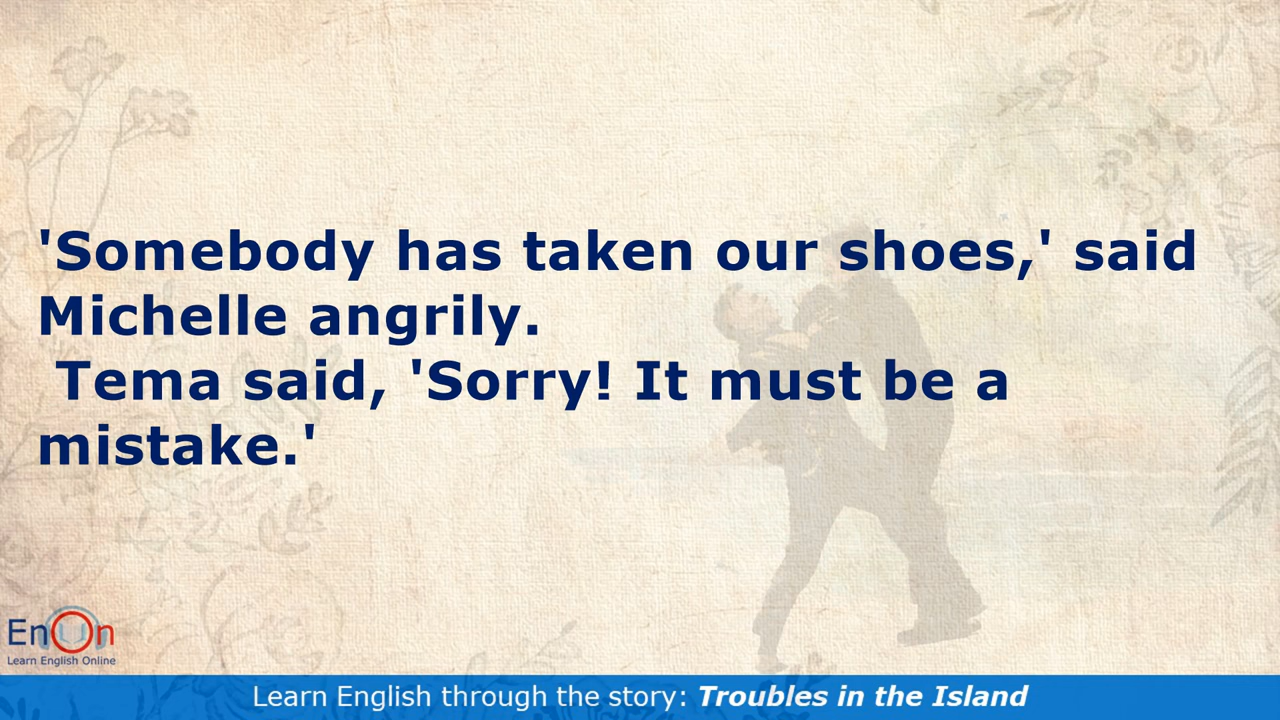 'Somebody has taken our shoes,' said
Michelle angrily.
Tema said, 'Sorry! It must be a
mistake.'
EnOn
Learn English Online
Learn English through the story: Troubles in the Island